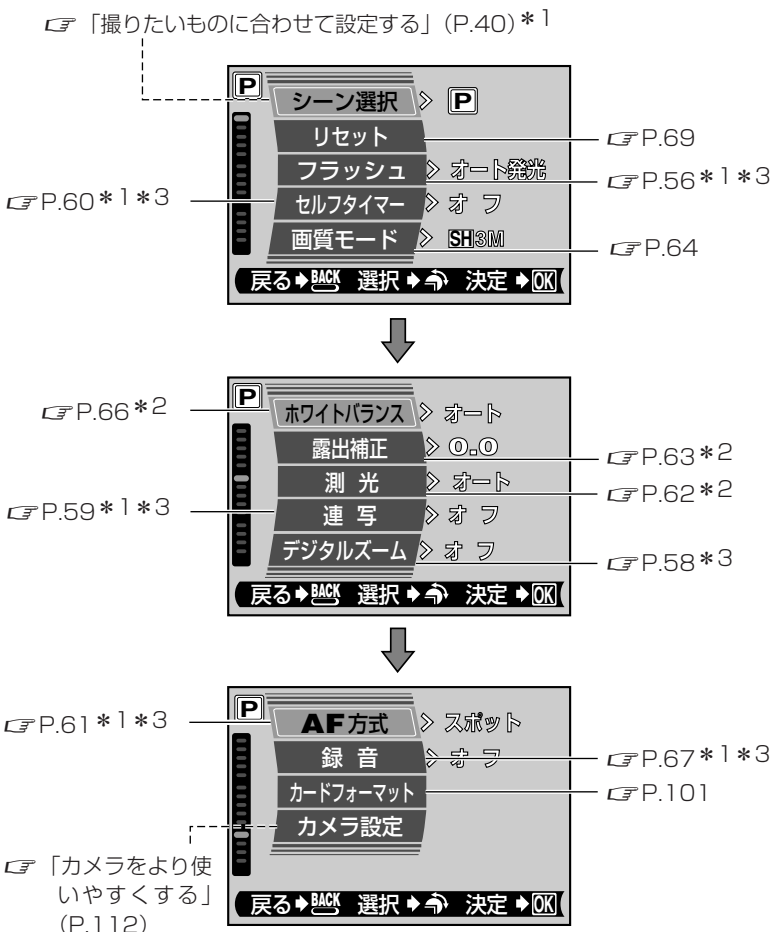 ☞「撮りたいものに合わせて設定する」(P.40)*1
P
シーン選択 P
リセット
フラッシュ オート発光
セルフタイマー オフ
画質モード SH3M
戻る BACK 選択 決定 OK
☞P.69
☞P.56*1*3
☞P.60*1*3
☞P.64
P
ホワイトバランス オート
露出補正 0.0
測光 オート
連写 オフ
デジタルズーム オフ
戻る BACK 選択 決定 OK
☞P.66*2
☞P.63*2
☞P.62*2
☞P.59*1*3
☞P.58*3
P
AF方式 スポット
録音 オフ
カードフォーマット
カメラ設定
戻る BACK 選択 決定 OK
☞P.61*1*3
☞P.67*1*3
☞P.101
☞「カメラをより使
いやすくする」
(P.112)